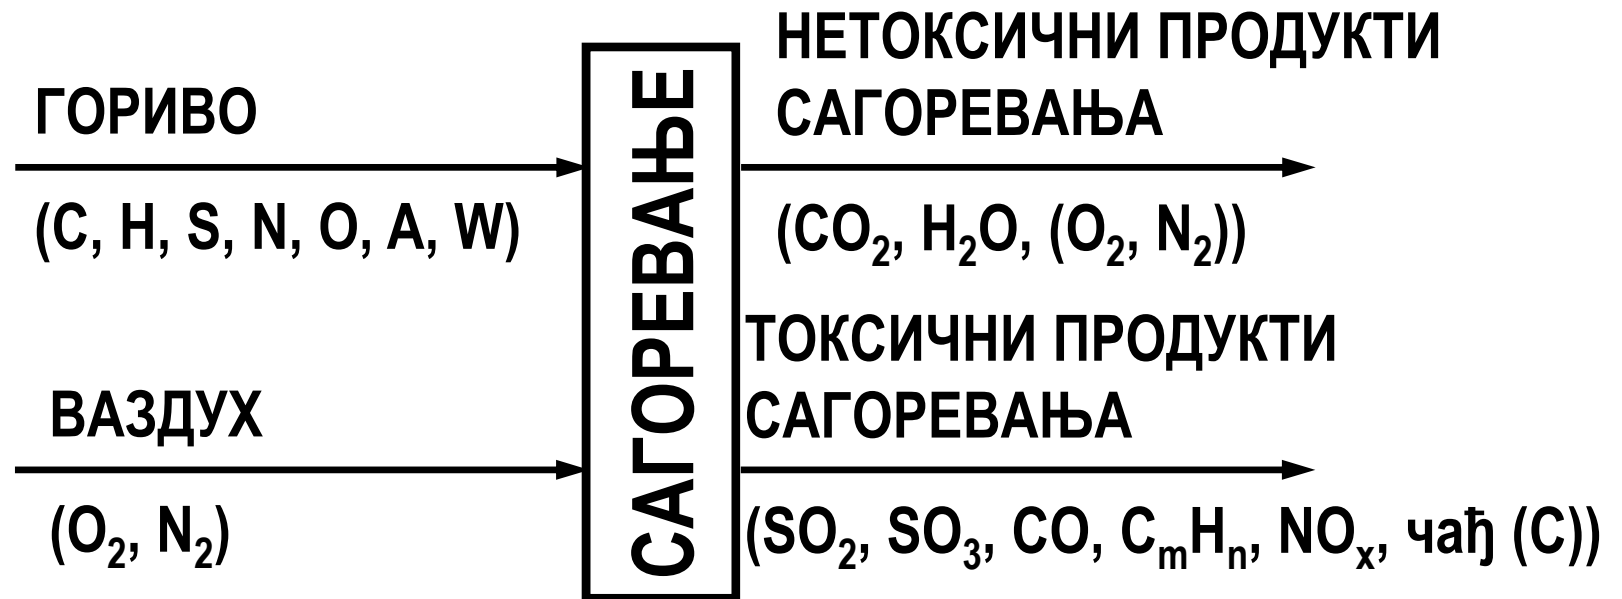 ГОРИВО
(C, H, S, N, O, A, W)
ВАЗДУХ
(O₂, N₂)
САГОРЕВАЊЕ
НЕТОКСИЧНИ ПРОДУКТИ
САГОРЕВАЊА
(CO₂, H₂O, (O₂, N₂))
ТОКСИЧНИ ПРОДУКТИ
САГОРЕВАЊА
(SO₂, SO₃, CO, CₘHₙ, NOₓ, чађ (C))